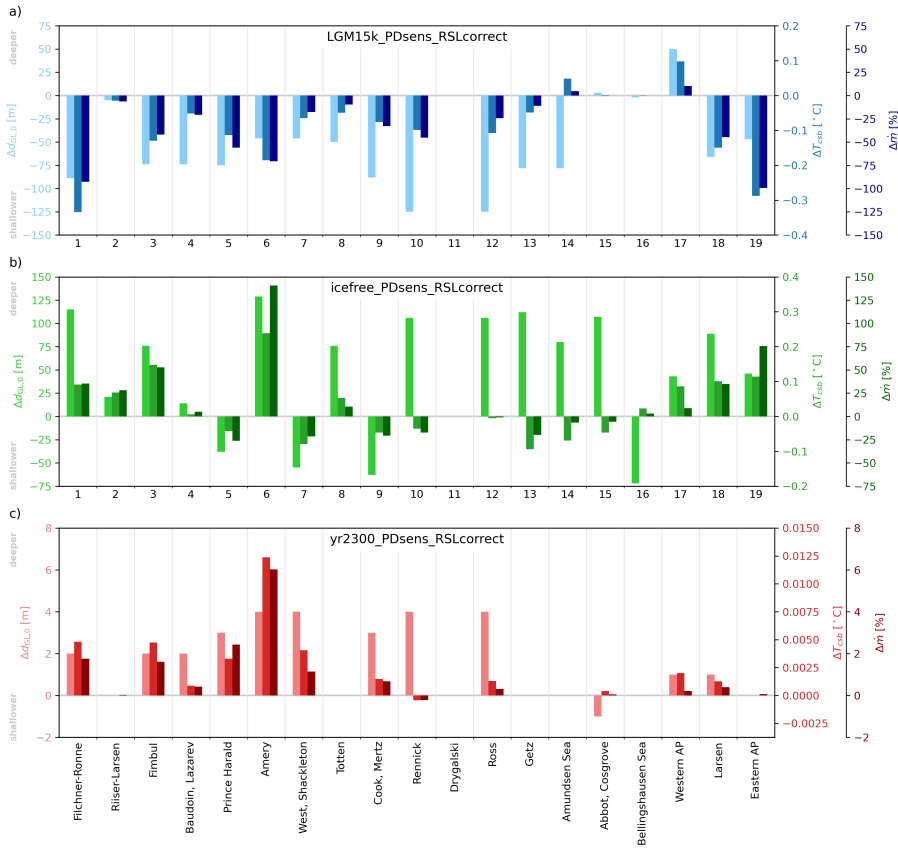 a)
LGM15k_PDsens_RSLcorrect
deeper
shallower
Δd_GL,0 [m]
75
50
25
0
−25
−50
−75
−100
−125
−150
0.2
0.1
0.0
−0.1
−0.2
−0.3
−0.4
ΔT_csb [°C]
75
50
25
0
−25
−50
−75
−100
−125
−150
Δṁ [%]
1 2 3 4 5 6 7 8 9 10 11 12 13 14 15 16 17 18 19
b)
icefree_PDsens_RSLcorrect
deeper
shallower
Δd_GL,0 [m]
150
125
100
75
50
25
0
−25
−50
−75
0.4
0.3
0.2
0.1
0.0
−0.1
−0.2
ΔT_csb [°C]
150
125
100
75
50
25
0
−25
−50
−75
Δṁ [%]
1 2 3 4 5 6 7 8 9 10 11 12 13 14 15 16 17 18 19
c)
yr2300_PDsens_RSLcorrect
deeper
shallower
Δd_GL,0 [m]
8
6
4
2
0
−2
0.0150
0.0125
0.0100
0.0075
0.0050
0.0025
0.0000
−0.0025
ΔT_csb [°C]
8
6
4
2
0
−2
Δṁ [%]
Filchner-Ronne
Riiser-Larsen
Fimbul
Baudoin, Lazarev
Prince Harald
Amery
West, Shackleton
Totten
Cook, Mertz
Rennick
Drygalski
Ross
Getz
Amundsen Sea
Abbot, Cosgrove
Bellingshausen Sea
Western AP
Larsen
Eastern AP